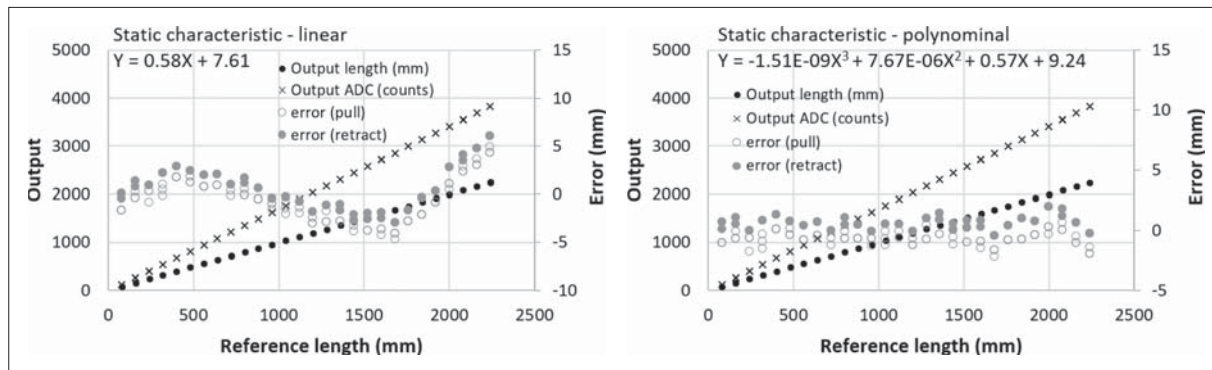 Static characteristic - linear
Y = 0.58X + 7.61
Output length (mm)
Output ADC (counts)
error (pull)
error (retract)
5000
4000
3000
2000
1000
0
Output
15
10
5
0
-5
-10
Error (mm)
0 500 1000 1500 2000 2500
Reference length (mm)
Static characteristic - polynominal
Y = -1.51E-09X³ + 7.67E-06X² + 0.57X + 9.24
Output length (mm)
Output ADC (counts)
error (pull)
error (retract)
5000
4000
3000
2000
1000
0
Output
15
10
5
0
-5
Error (mm)
0 500 1000 1500 2000 2500
Reference length (mm)